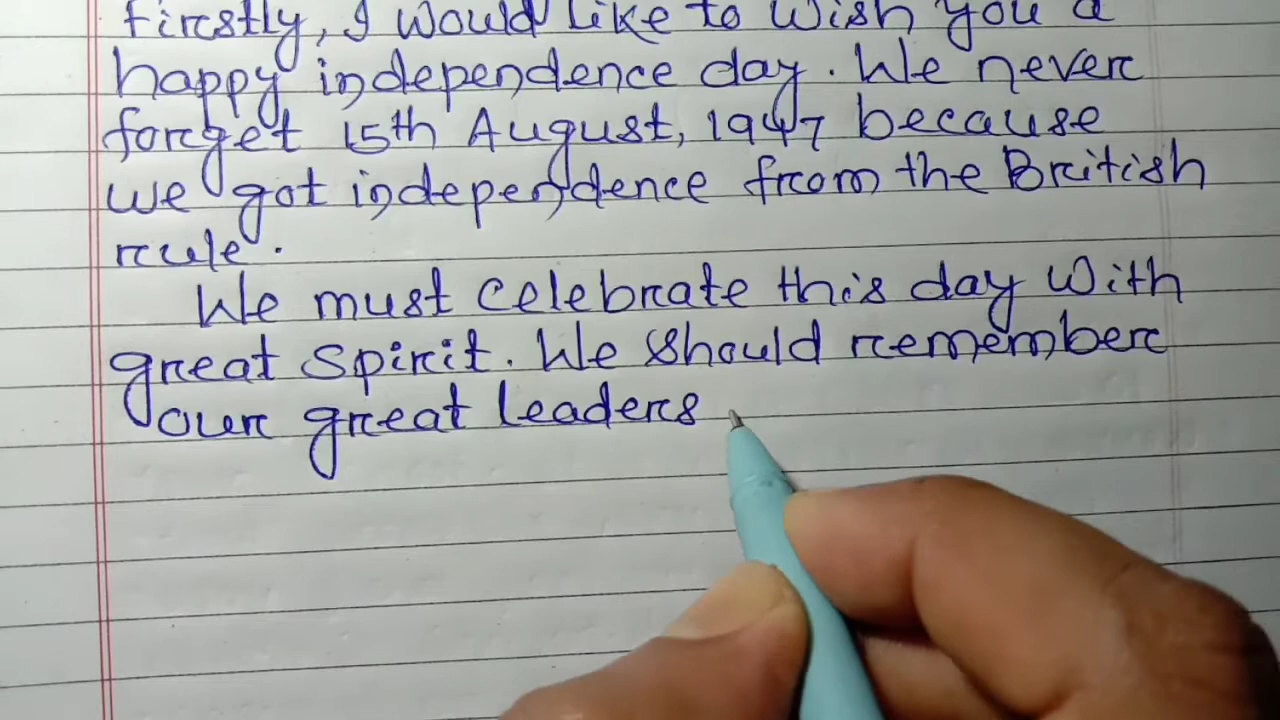 Firstly, I would like to wish you a
happy independence day. We never
forget 15th August, 1947 because
we got independence from the British
rule.
We must celebrate this day with
great spirit. We should remember
our great leaders